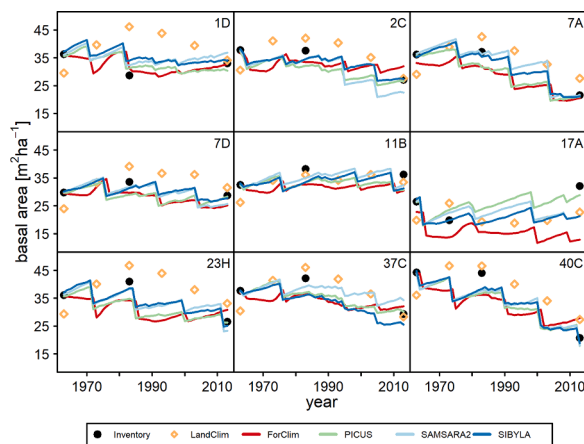 45 1D 2C 7A
35
25
15
45 7D 11B 17A
35
25
15
45 23H 37C 40C
35
25
15
basal area [m²ha⁻¹]
1970 1990 2010 1970 1990 2010 1970 1990 2010
year
Inventory LandClim ForClim PICUS SAMSARA2 SIBYLA